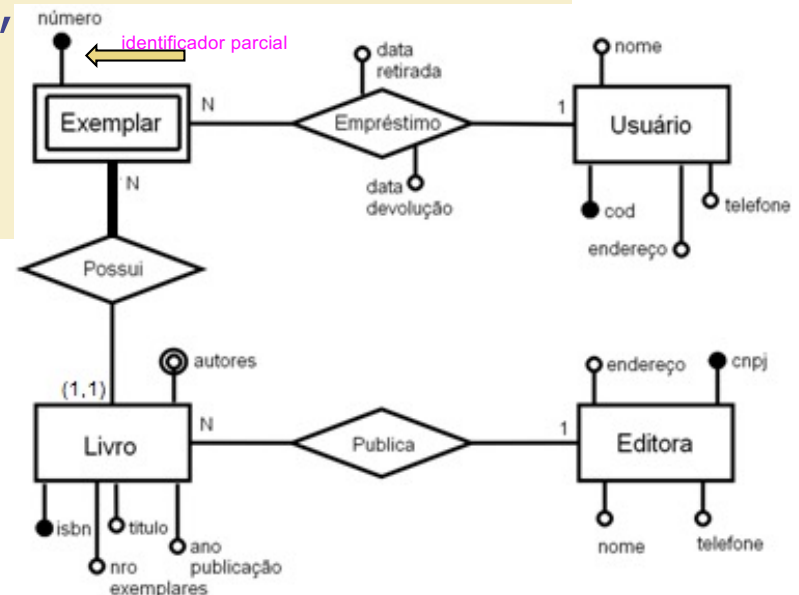 número
identificador parcial
Exemplar
N
data
retirada
Empréstimo
data
devolução
1
nome
Usuário
cod
endereço
telefone
N
Possui
(1,1)
autores
Livro
N
Publica
1
endereço
cnpj
Editora
nome
telefone
isbn
titulo
nro
exemplares
ano
publicação